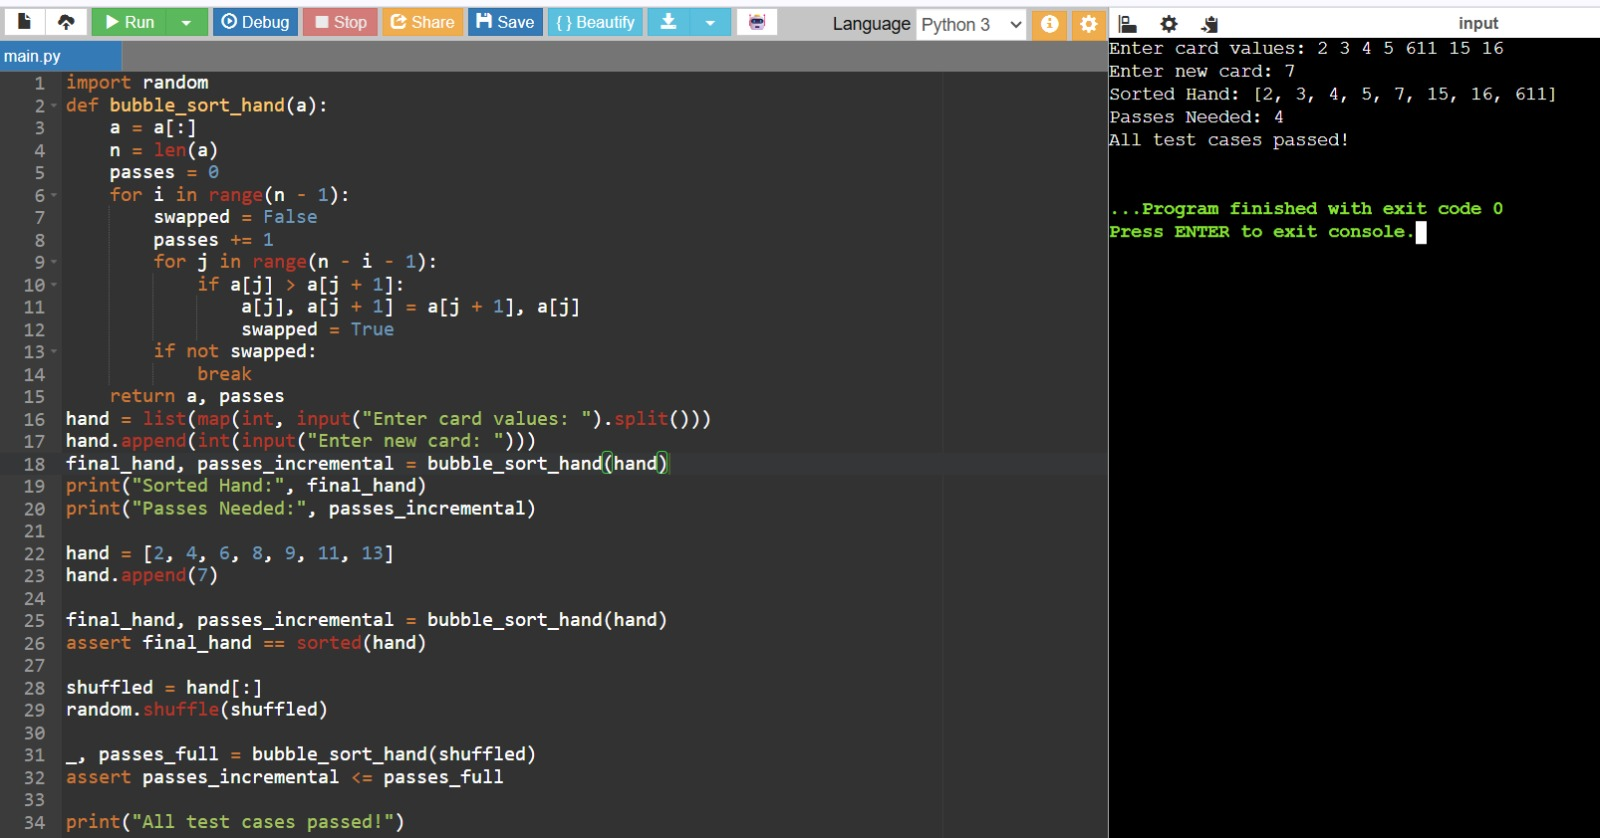 Run Debug Stop Share Save { } Beautify Language Python 3 input
main.py
1 import random
2 def bubble_sort_hand(a):
3     a = a[:]
4     n = len(a)
5     passes = 0
6     for i in range(n - 1):
7         swapped = False
8         passes += 1
9         for j in range(n - i - 1):
10             if a[j] > a[j + 1]:
11                 a[j], a[j + 1] = a[j + 1], a[j]
12                 swapped = True
13         if not swapped:
14             break
15     return a, passes
16 hand = list(map(int, input("Enter card values: ").split()))
17 hand.append(int(input("Enter new card: ")))
18 final_hand, passes_incremental = bubble_sort_hand(hand)
19 print("Sorted Hand:", final_hand)
20 print("Passes Needed:", passes_incremental)
21
22 hand = [2, 4, 6, 8, 9, 11, 13]
23 hand.append(7)
24
25 final_hand, passes_incremental = bubble_sort_hand(hand)
26 assert final_hand == sorted(hand)
27
28 shuffled = hand[:]
29 random.shuffle(shuffled)
30
31 _, passes_full = bubble_sort_hand(shuffled)
32 assert passes_incremental <= passes_full
33
34 print("All test cases passed!")
Enter card values: 2 3 4 5 611 15 16
Enter new card: 7
Sorted Hand: [2, 3, 4, 5, 7, 15, 16, 611]
Passes Needed: 4
All test cases passed!
...Program finished with exit code 0
Press ENTER to exit console.